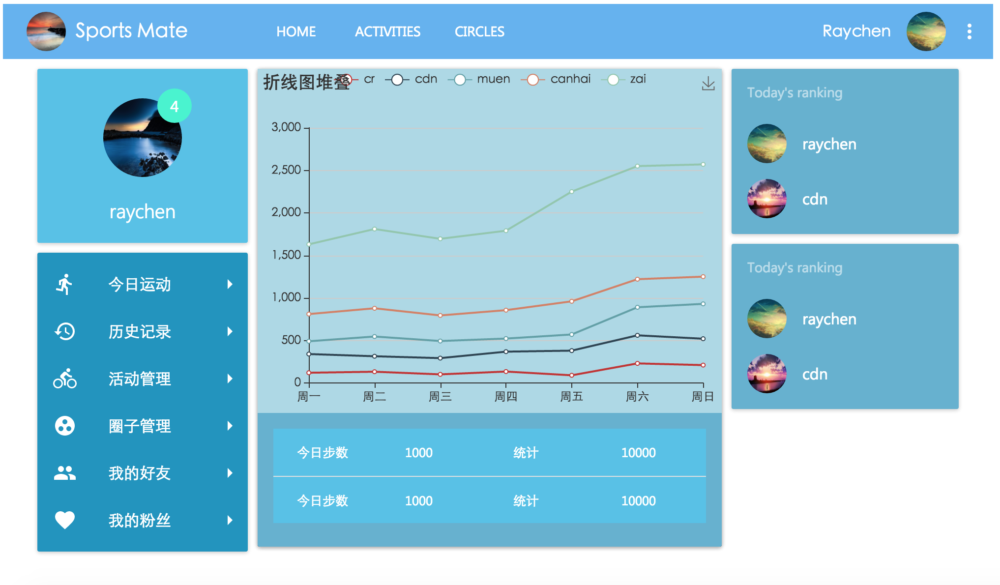 Sports Mate
HOME
ACTIVITIES
CIRCLES
Raychen
4
raychen
今日运动
历史记录
活动管理
圈子管理
我的好友
我的粉丝
折线图堆叠
cr
cdn
muen
canhai
zai
3,000
2,500
2,000
1,500
1,000
500
0
周一
周二
周三
周四
周五
周六
周日
今日步数 1000 统计 10000
今日步数 1000 统计 10000
Today's ranking
raychen
cdn
Today's ranking
raychen
cdn